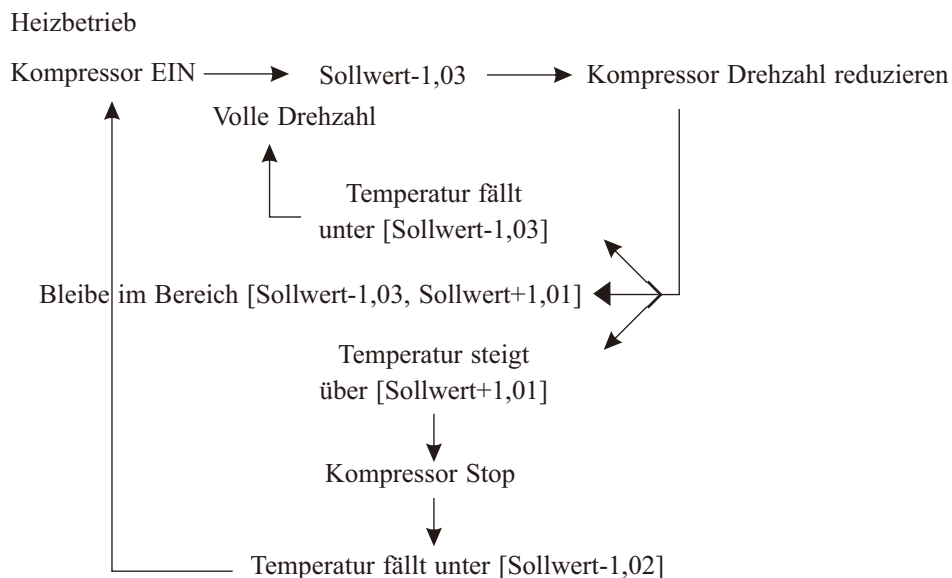 Heizbetrieb
Kompressor EIN
Sollwert-1,03
Kompressor Drehzahl reduzieren
Volle Drehzahl
Temperatur fällt
unter [Sollwert-1,03]
Bleibe im Bereich [Sollwert-1,03, Sollwert+1,01]
Temperatur steigt
über [Sollwert+1,01]
Kompressor Stop
Temperatur fällt unter [Sollwert-1,02]